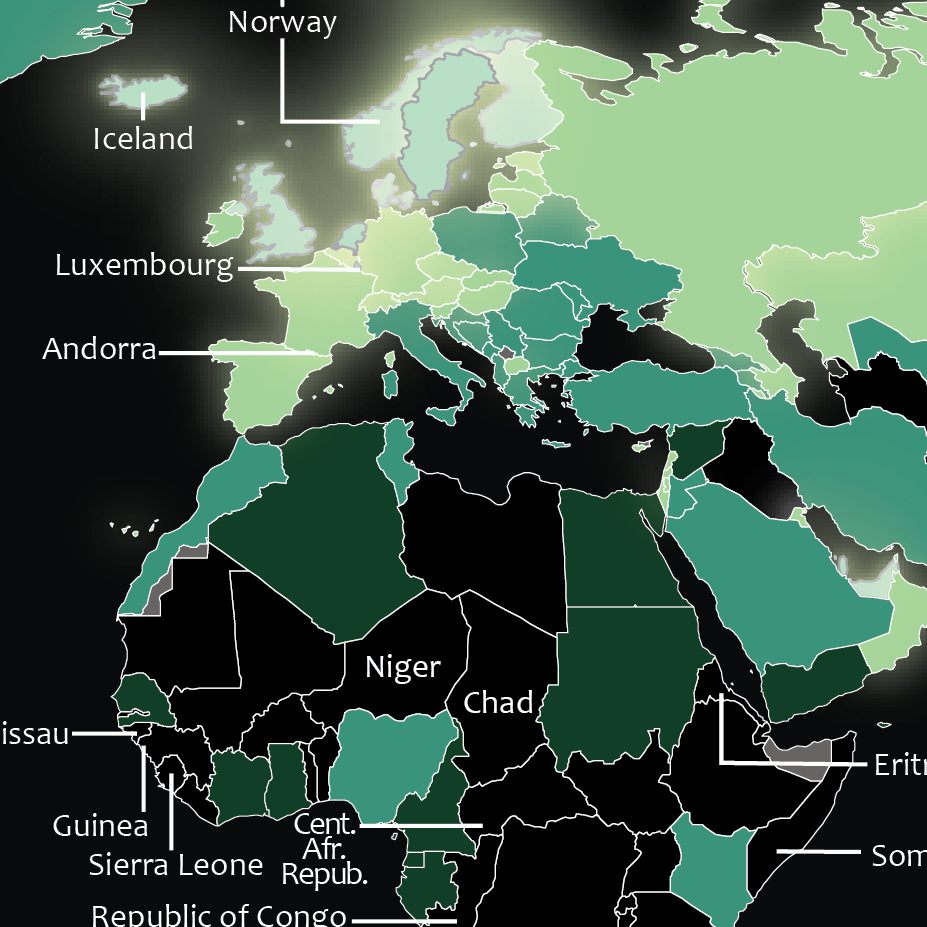 Norway
Iceland
Luxembourg
Andorra
Niger
Chad
issau
Eritr
Guinea
Cent.
Afr.
Repub.
Sierra Leone
Som
Republic of Congo